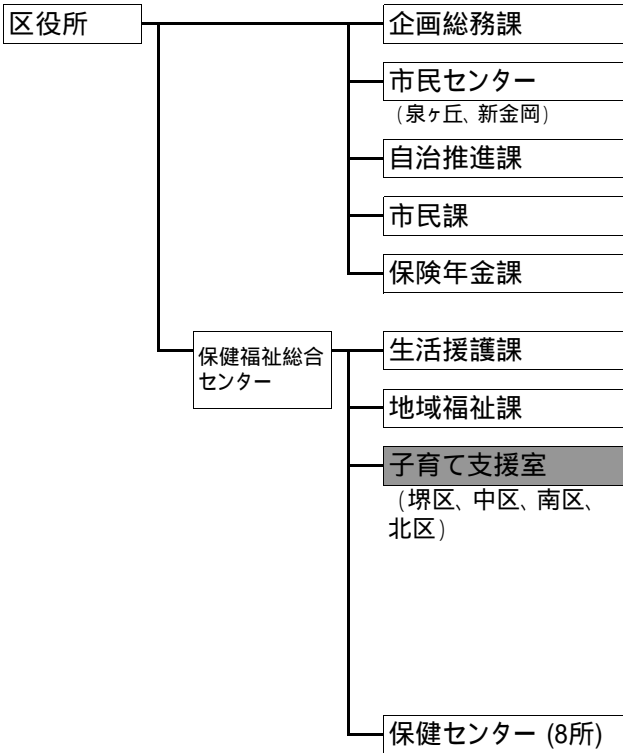 区役所
企画総務課
市民センター
(泉ヶ丘、新金岡)
自治推進課
市民課
保険年金課
保健福祉総合
センター
生活援護課
地域福祉課
子育て支援室
(堺区、中区、南区、
北区)
保健センター (8所)